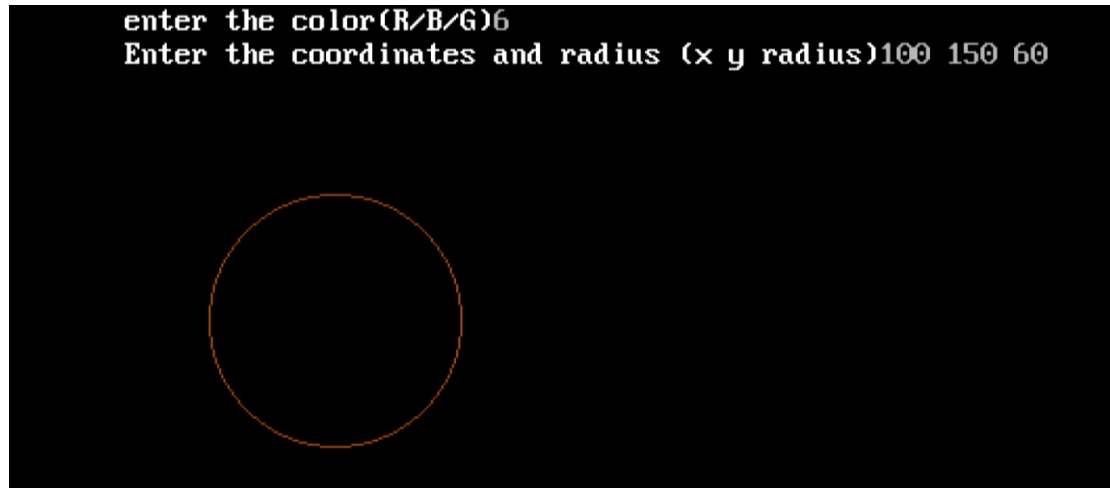 enter the color(R/B/G)6
Enter the coordinates and radius (x y radius)100 150 60